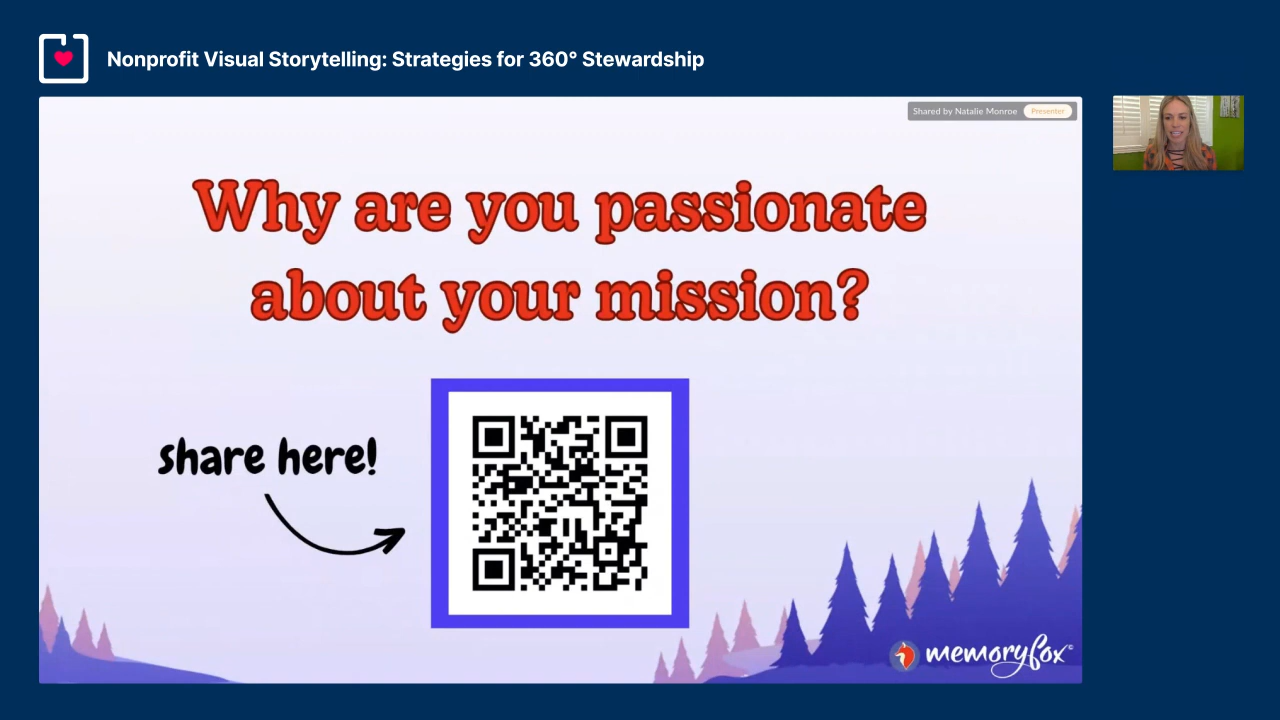 Nonprofit Visual Storytelling: Strategies for 360° Stewardship
Shared by Natalie Monroe Presenter
Why are you passionate
about your mission?
share here!
memoryfox©